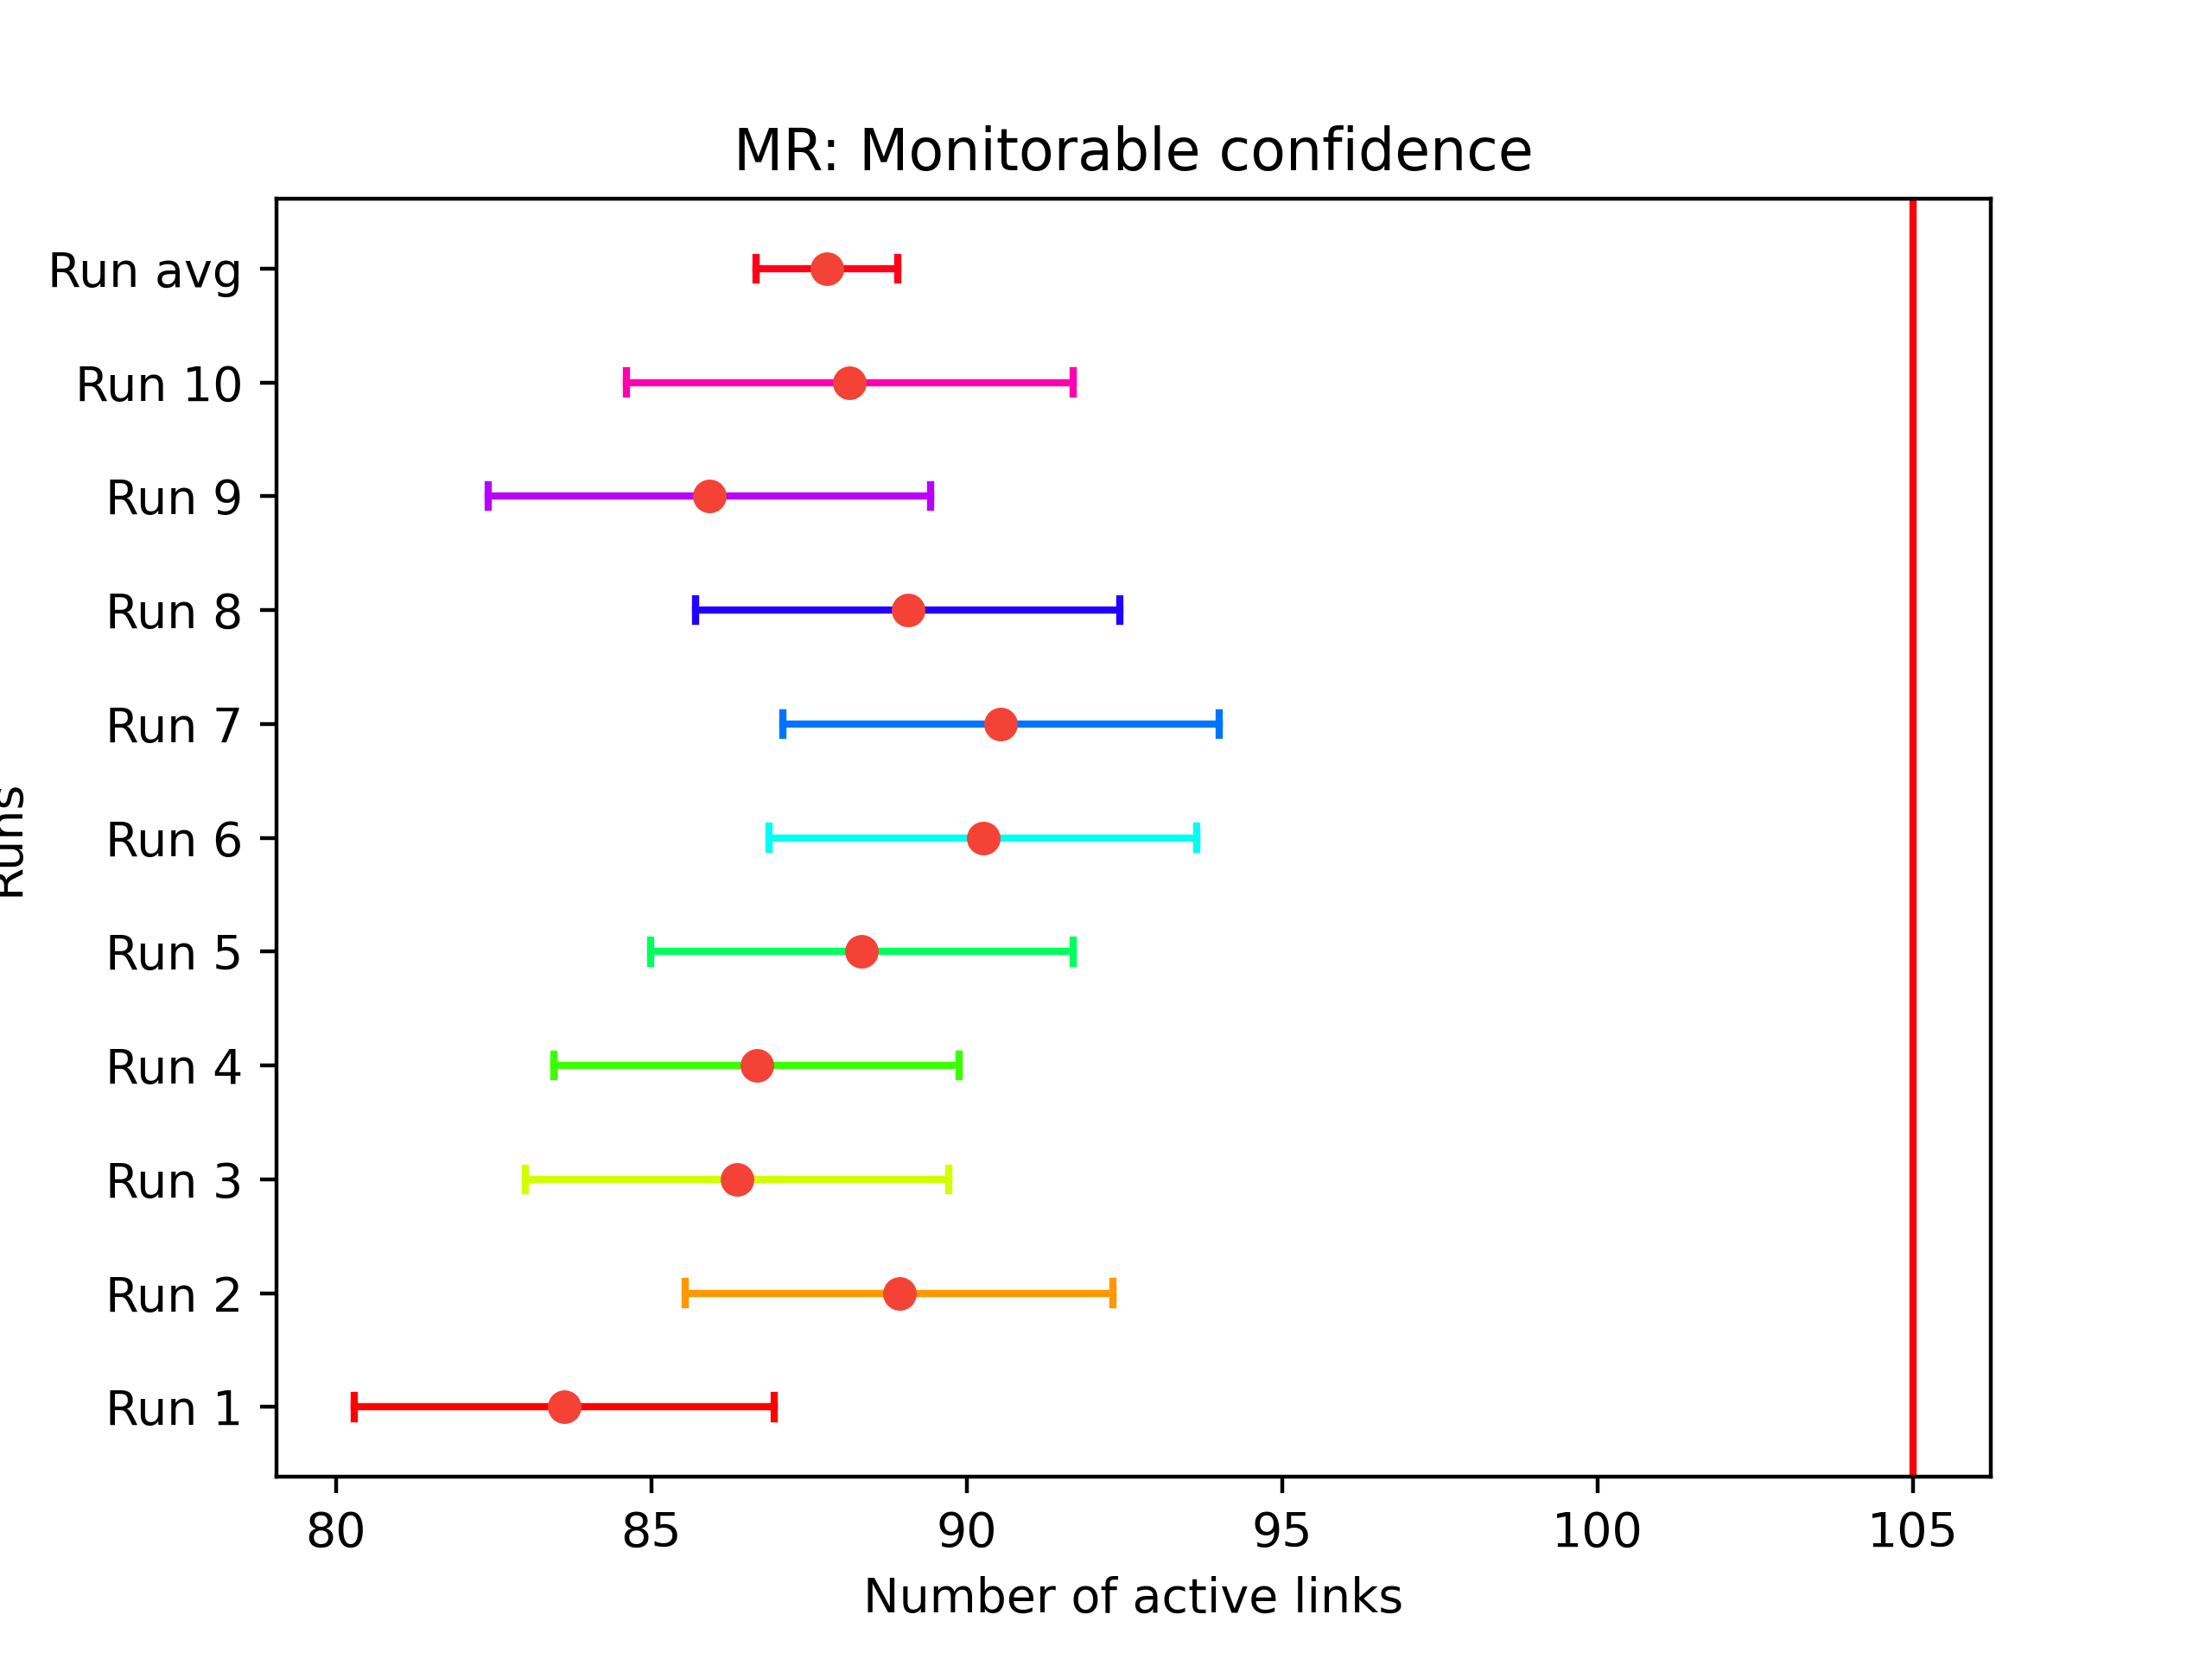 MR: Monitorable confidence
Run avg
Run 10
Run 9
Run 8
Run 7
Run 6
Run 5
Run 4
Run 3
Run 2
Run 1
Runs
80 85 90 95 100 105
Number of active links